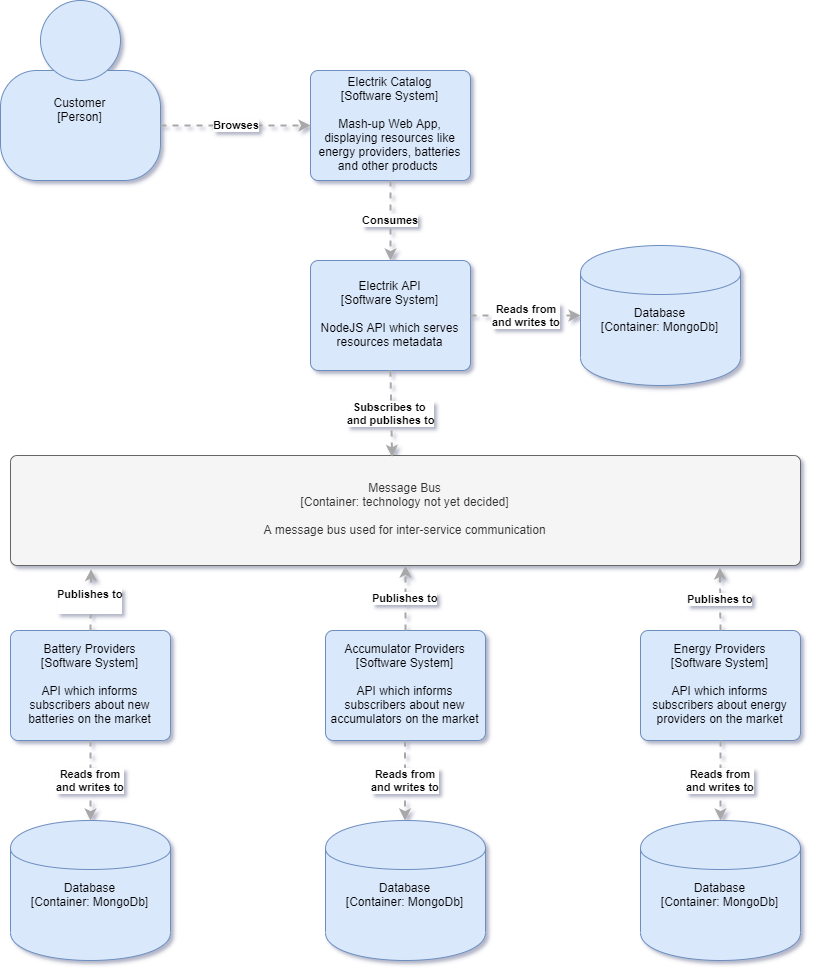 Customer
[Person]
Browses
Electrik Catalog
[Software System]
Mash-up Web App,
displaying resources like
energy providers, batteries
and other products
Consumes
Electrik API
[Software System]
NodeJS API which serves
resources metadata
Reads from
and writes to
Database
[Container: MongoDb]
Subscribes to
and publishes to
Message Bus
[Container: technology not yet decided]
A message bus used for inter-service communication
Publishes to
Publishes to
Publishes to
Battery Providers
[Software System]
API which informs
subscribers about new
batteries on the market
Accumulator Providers
[Software System]
API which informs
subscribers about new
accumulators on the market
Energy Providers
[Software System]
API which informs
subscribers about energy
providers on the market
Reads from
and writes to
Reads from
and writes to
Reads from
and writes to
Database
[Container: MongoDb]
Database
[Container: MongoDb]
Database
[Container: MongoDb]